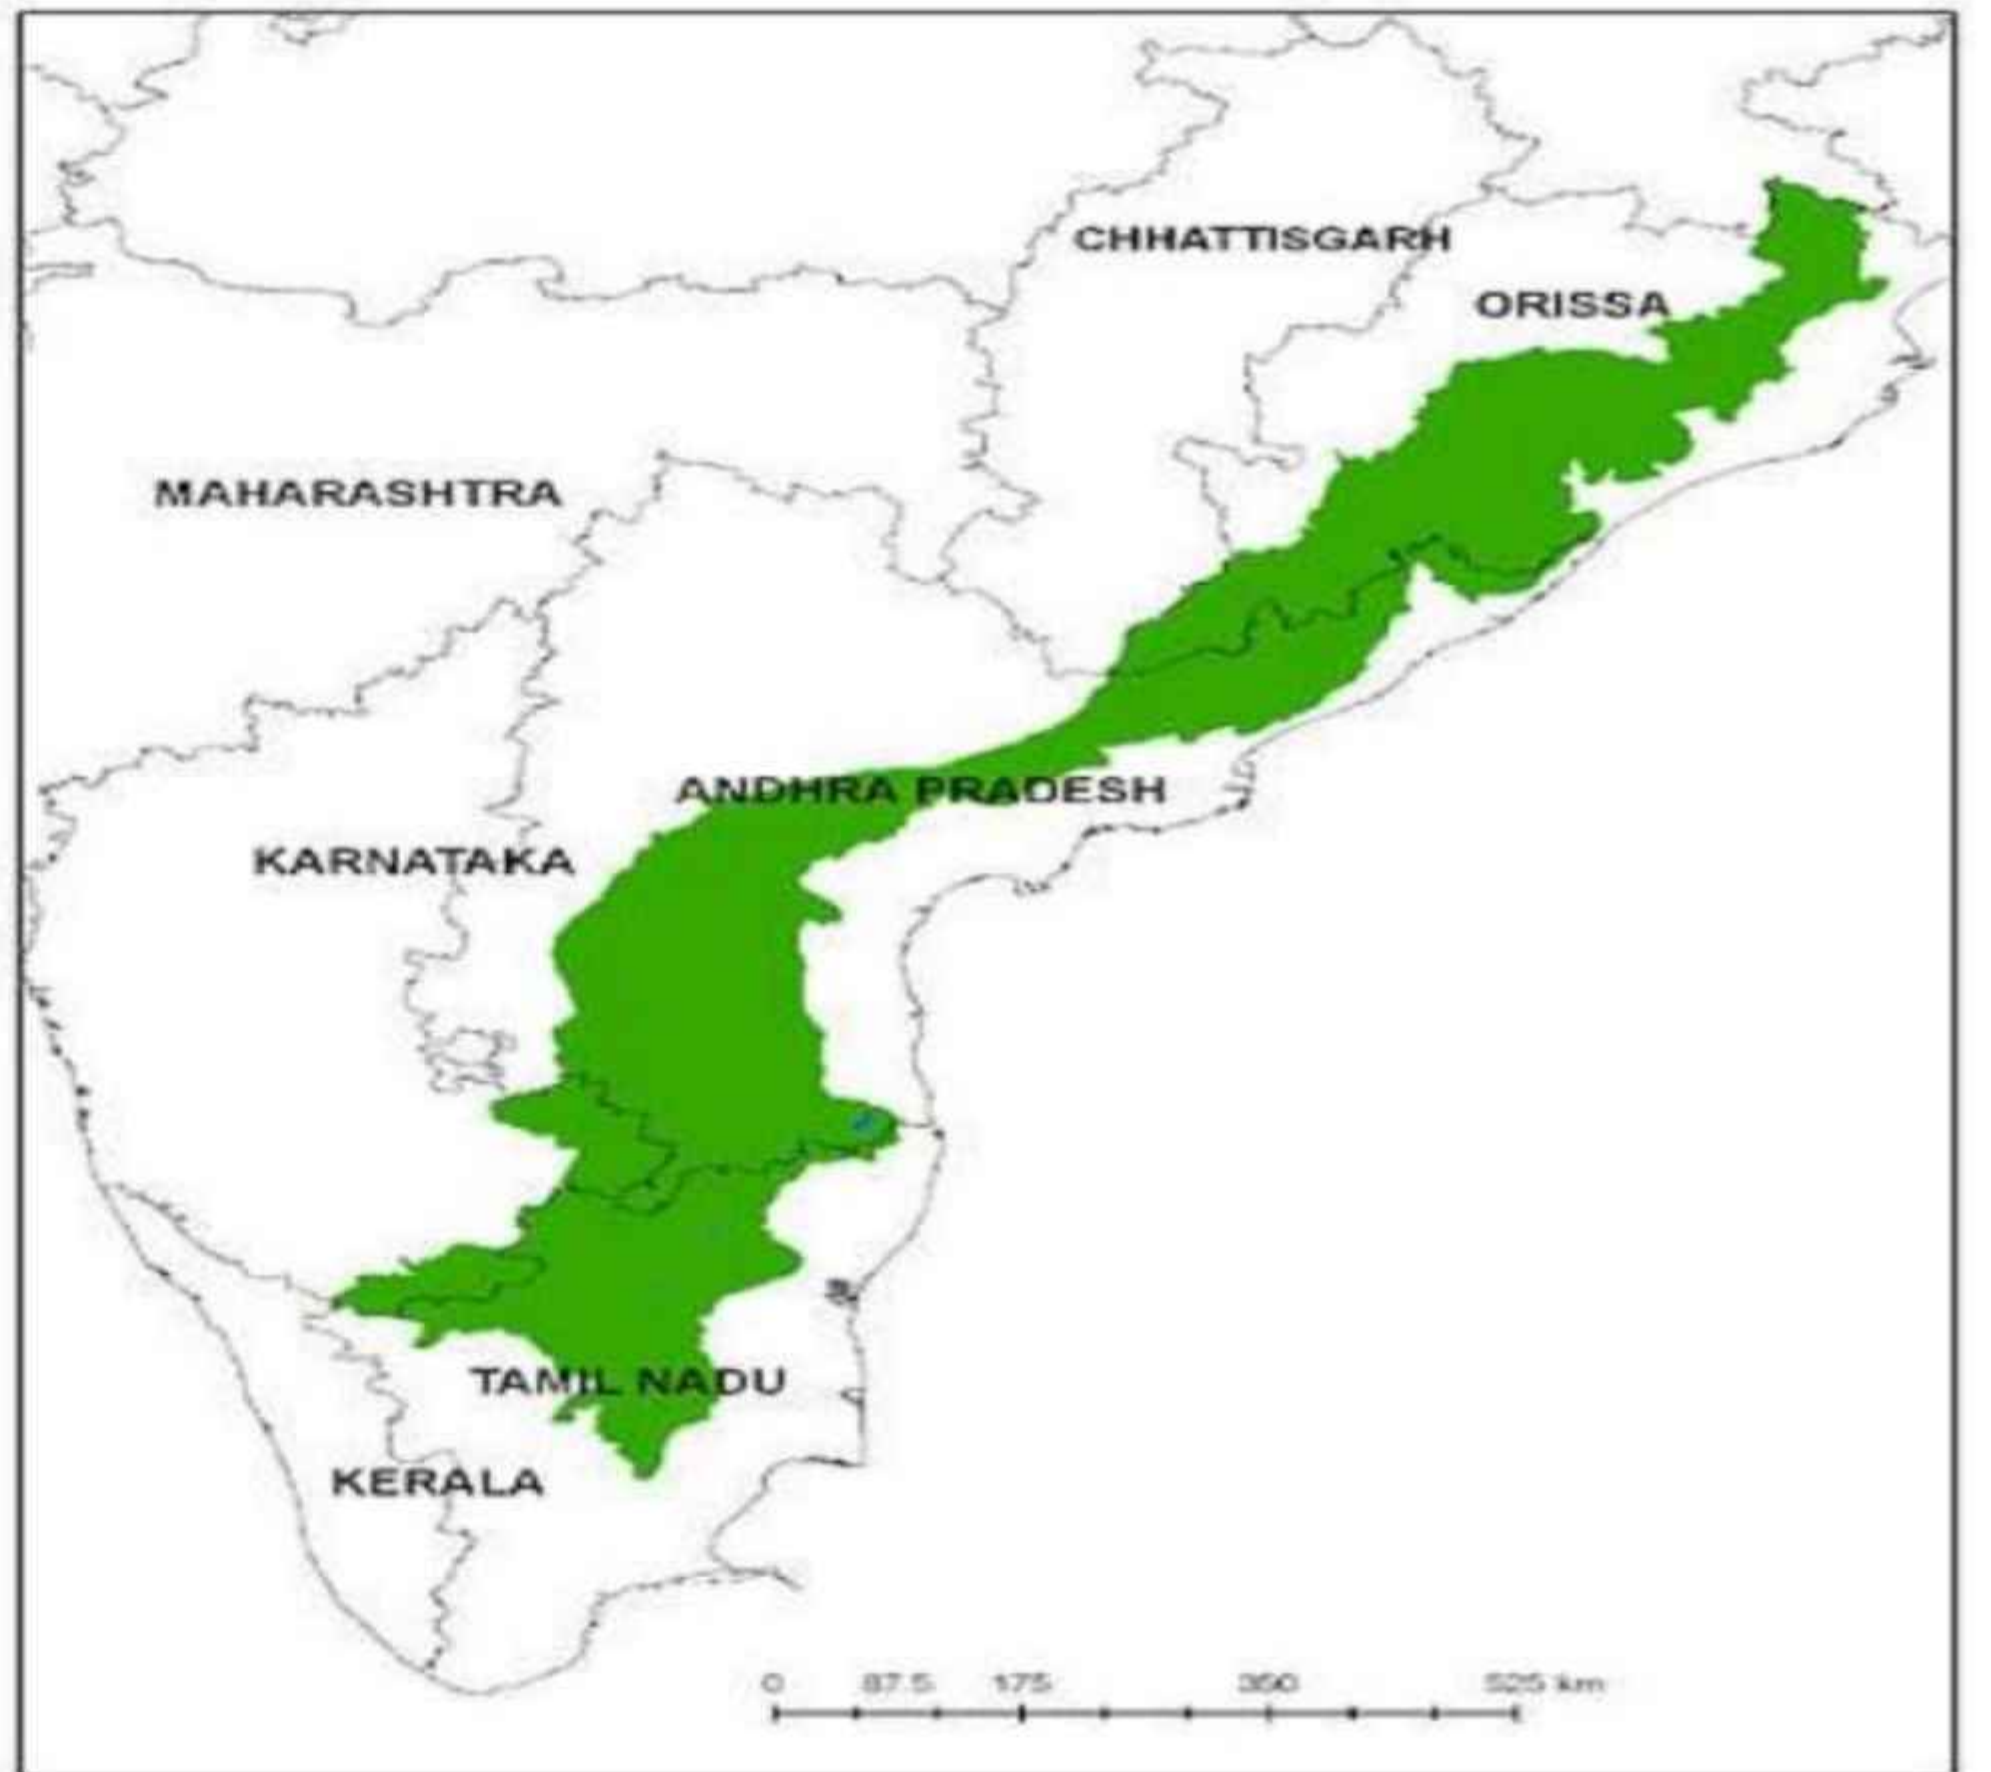 CHHATTISGARH
ORISSA
MAHARASHTRA
ANDHRA PRADESH
KARNATAKA
TAMIL NADU
KERALA
0 87.5 175 350 525 km